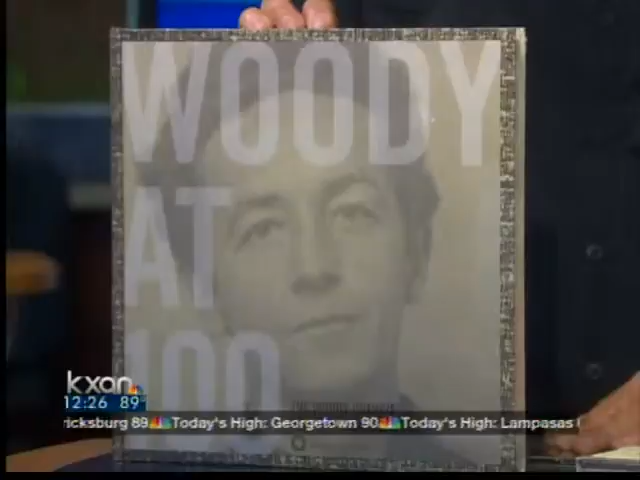 WOODY
AT
100
kxan
12:26 89°
ricksburg 89 Today's High: Georgetown 90 Today's High: Lampasas